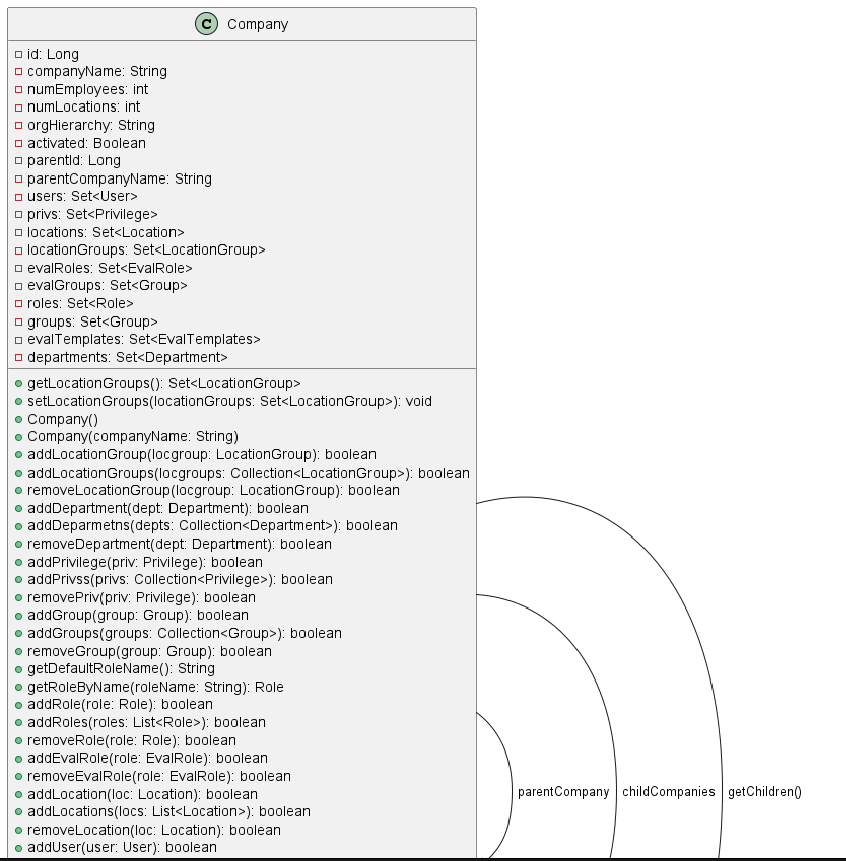 C Company
id: Long
companyName: String
numEmployees: int
numLocations: int
orgHierarchy: String
activated: Boolean
parentId: Long
parentCompanyName: String
users: Set<User>
privs: Set<Privilege>
locations: Set<Location>
locationGroups: Set<LocationGroup>
evalRoles: Set<EvalRole>
evalGroups: Set<Group>
roles: Set<Role>
groups: Set<Group>
evalTemplates: Set<EvalTemplates>
departments: Set<Department>
getLocationGroups(): Set<LocationGroup>
setLocationGroups(locationGroups: Set<LocationGroup>): void
Company()
Company(companyName: String)
addLocationGroup(locgroup: LocationGroup): boolean
addLocationGroups(locgroups: Collection<LocationGroup>): boolean
removeLocationGroup(locgroup: LocationGroup): boolean
addDepartment(dept: Department): boolean
addDeparmetns(depts: Collection<Department>): boolean
removeDepartment(dept: Department): boolean
addPrivilege(priv: Privilege): boolean
addPrivss(privs: Collection<Privilege>): boolean
removePriv(priv: Privilege): boolean
addGroup(group: Group): boolean
addGroups(groups: Collection<Group>): boolean
removeGroup(group: Group): boolean
getDefaultRoleName(): String
getRoleByName(roleName: String): Role
addRole(role: Role): boolean
addRoles(roles: List<Role>): boolean
removeRole(role: Role): boolean
addEvalRole(role: EvalRole): boolean
removeEvalRole(role: EvalRole): boolean
addLocation(loc: Location): boolean
addLocations(locs: List<Location>): boolean
removeLocation(loc: Location): boolean
addUser(user: User): boolean
parentCompany
childCompanies
getChildren()